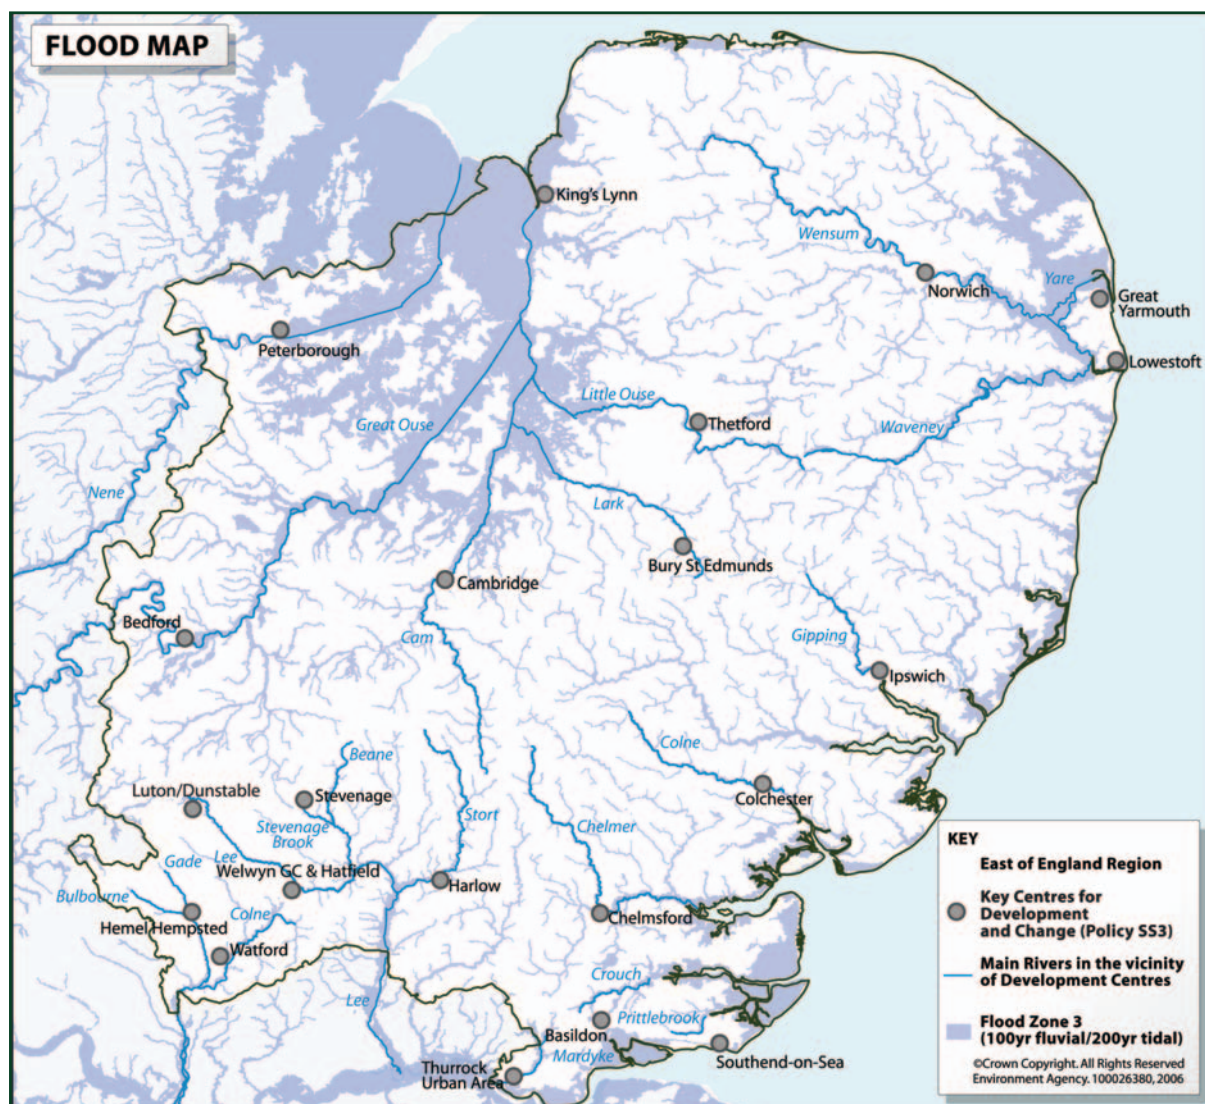 FLOOD MAP
King's Lynn
Wensum
Norwich
Yare
Great
Yarmouth
Peterborough
Lowestoft
Little Ouse
Great Ouse
Thetford
Waveney
Nene
Lark
Bury St Edmunds
Cambridge
Bedford
Cam
Gipping
Ipswich
Colne
Beane
Luton/Dunstable
Stevenage
Colchester
Stevenage
Brook
Stort
Chelmer
Gade
Lee
Welwyn GC & Hatfield
Harlow
Bulbourne
Colne
Hemel Hempsted
Chelmsford
Watford
Crouch
Lee
Prittlebrook
Basildon
Mardyke
Southend-on-Sea
Thurrock
Urban Area
KEY
East of England Region
Key Centres for
Development
and Change (Policy SS3)
Main Rivers in the vicinity
of Development Centres
Flood Zone 3
(100yr fluvial/200yr tidal)
©Crown Copyright. All Rights Reserved
Environment Agency. 100026380, 2006